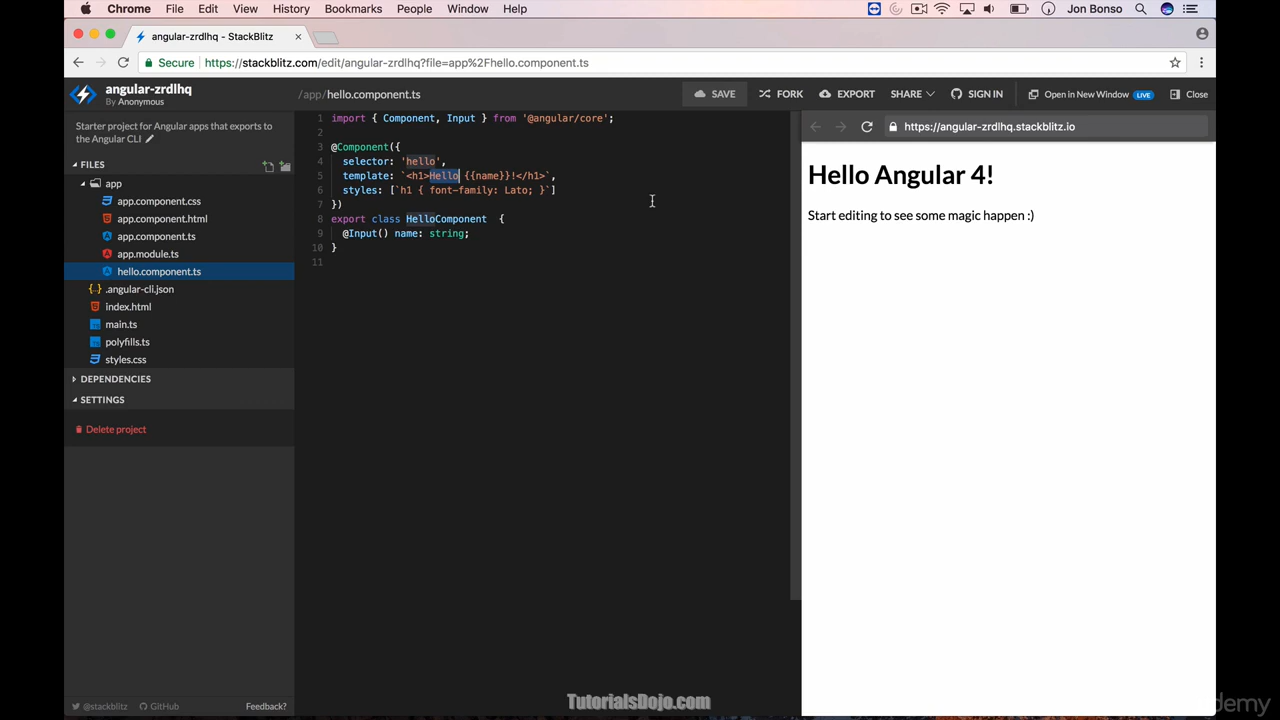 Chrome File Edit View History Bookmarks People Window Help Jon Bonso
angular-zrdlhq - StackBlitz
Secure https://stackblitz.com/edit/angular-zrdlhq?file=app%2Fhello.component.ts
angular-zrdlhq
By Anonymous
/app/hello.component.ts
SAVE FORK EXPORT SHARE SIGN IN Open in New Window LIVE Close
Starter project for Angular apps that exports to
the Angular CLI
FILES
app
app.component.css
app.component.html
app.component.ts
app.module.ts
hello.component.ts
.angular-cli.json
index.html
main.ts
polyfills.ts
styles.css
DEPENDENCIES
SETTINGS
Delete project
@stackblitz GitHub Feedback?
1 import { Component, Input } from '@angular/core';
2
3 @Component({
4 selector: 'hello',
5 template: `<h1>Hello {{name}}!</h1>`,
6 styles: [`h1 { font-family: Lato; }`]
7 })
8 export class HelloComponent {
9 @Input() name: string;
10 }
11
https://angular-zrdlhq.stackblitz.io
Hello Angular 4!
Start editing to see some magic happen :)
TutorialsDojo.com